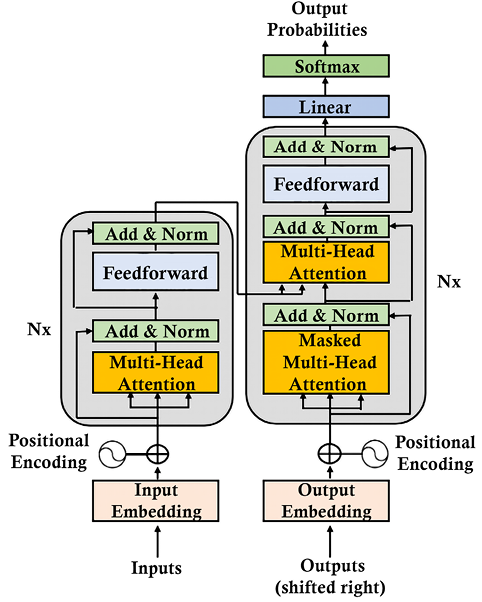 Output
Probabilities
Softmax
Linear
Add & Norm
Feedforward
Add & Norm
Multi-Head
Attention
Add & Norm
Masked
Multi-Head
Attention
Nx
Positional
Encoding
Output
Embedding
Outputs
(shifted right)
Add & Norm
Feedforward
Add & Norm
Multi-Head
Attention
Nx
Positional
Encoding
Input
Embedding
Inputs